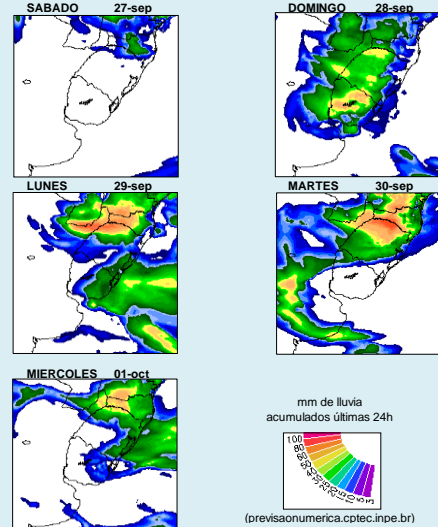 SABADO 27-sep
DOMINGO 28-sep
LUNES 29-sep
MARTES 30-sep
MIERCOLES 01-oct
mm de lluvia
acumulados últimas 24h
100
80
(previsaonumerica.cptec.inpe.br)